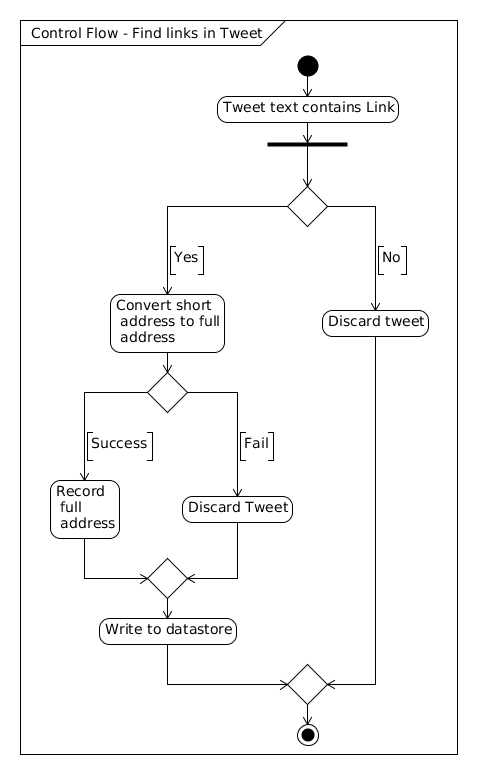 Control Flow - Find links in Tweet
Tweet text contains Link
[Yes]
[No]
Convert short
address to full
address
Discard tweet
[Success]
[Fail]
Record
full
address
Discard Tweet
Write to datastore